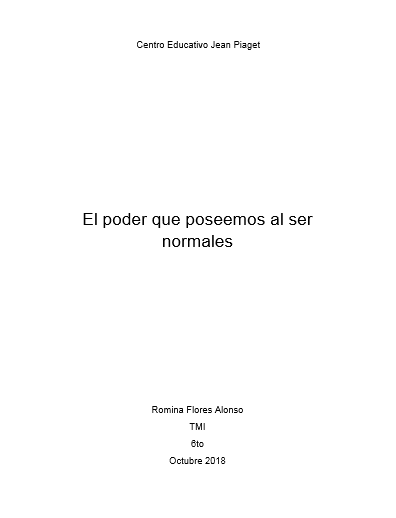 Centro Educativo Jean Piaget
El poder que poseemos al ser
normales
Romina Flores Alonso
TMI
6to
Octubre 2018